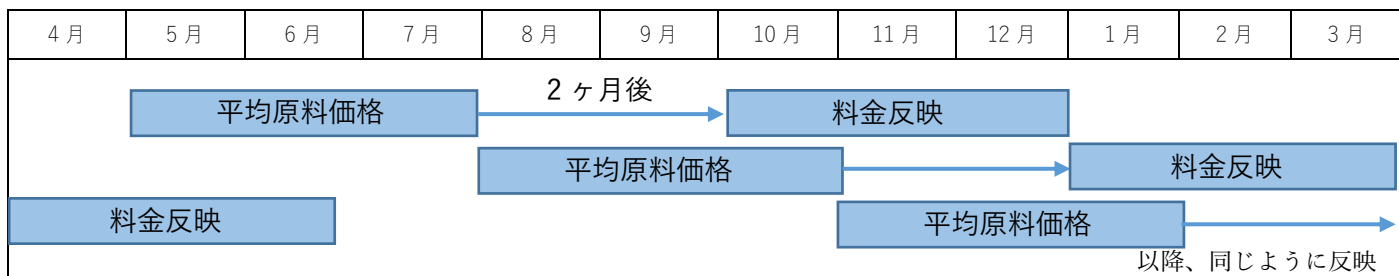 4月 5月 6月 7月 8月 9月 10月 11月 12月 1月 2月 3月
平均原料価格 2ヶ月後 料金反映
平均原料価格 料金反映
料金反映 平均原料価格
以降、同じように反映